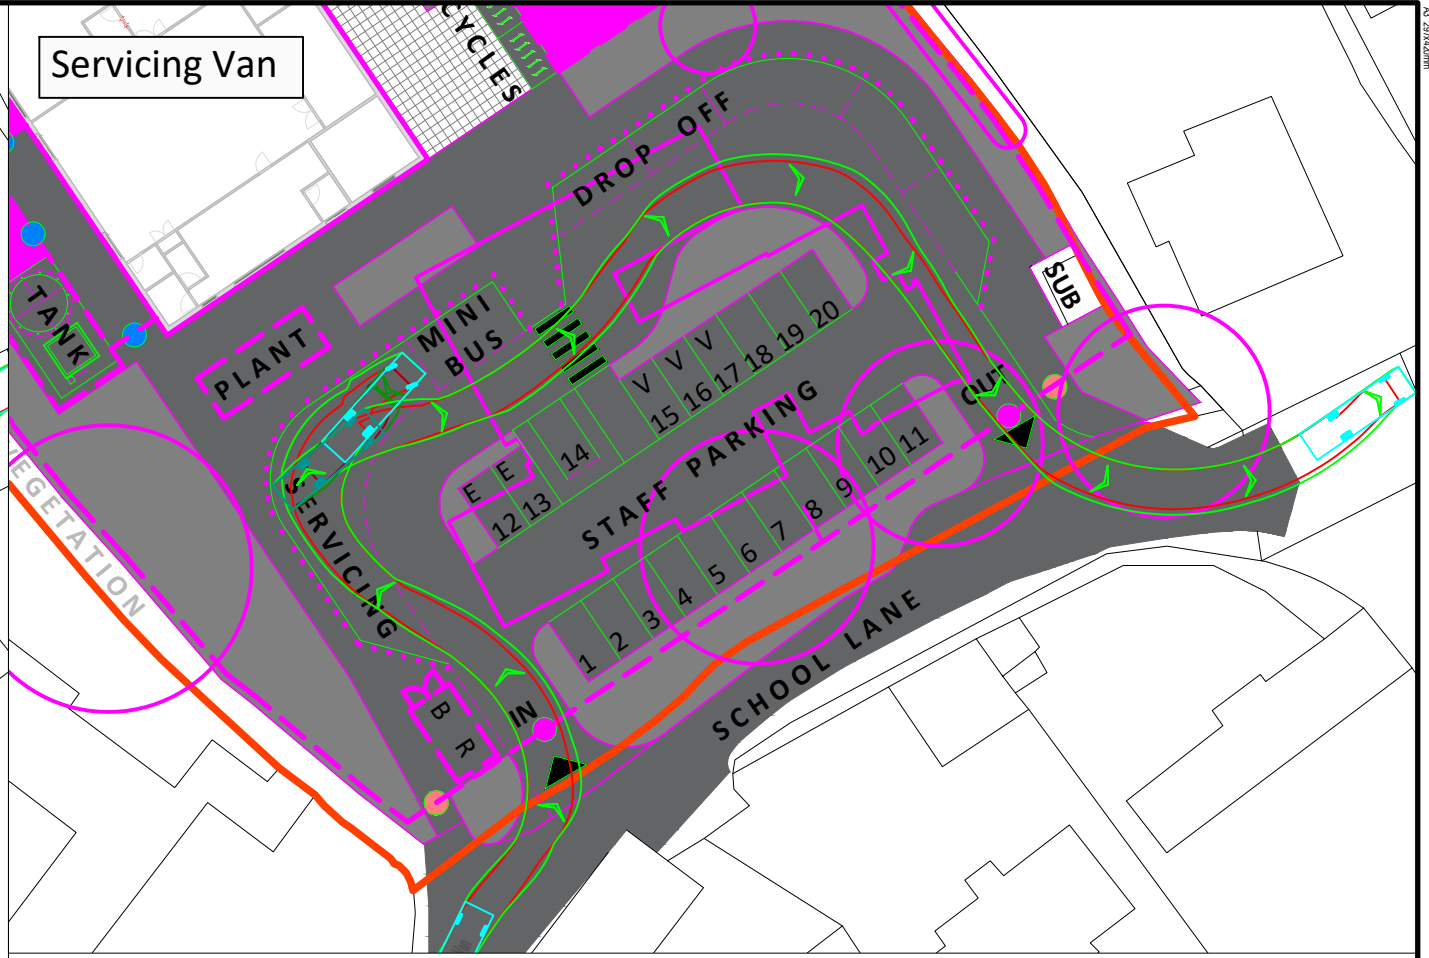 Servicing Van
CYCLES
DROP OFF
TANK
PLANT
MINI
BUS
SUB
V V V
15 16 17 18 19 20
OUT
STAFF PARKING
E E
14
12 13
10 11
9
8
7
6
5
4
3
2
1
SERVICING
VEGETATION
IN
B R
SCHOOL LANE